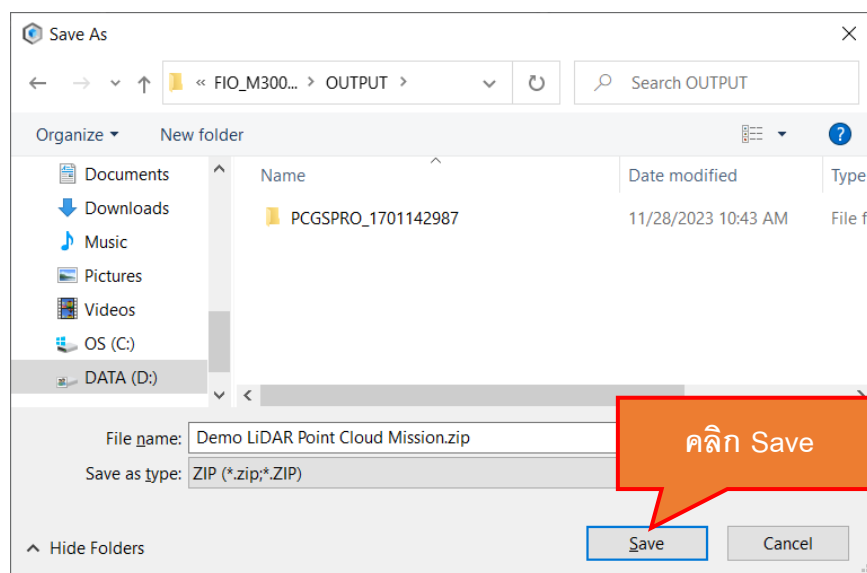 Save As
« FIO_M300... > OUTPUT >
Search OUTPUT
Organize
New folder
Name
Date modified
Type
Documents
Downloads
Music
Pictures
Videos
OS (C:)
DATA (D:)
PCGSPRO_1701142987
11/28/2023 10:43 AM
File f
File name: Demo LiDAR Point Cloud Mission.zip
Save as type: ZIP (*.zip;*.ZIP)
คลิก Save
Hide Folders
Save
Cancel